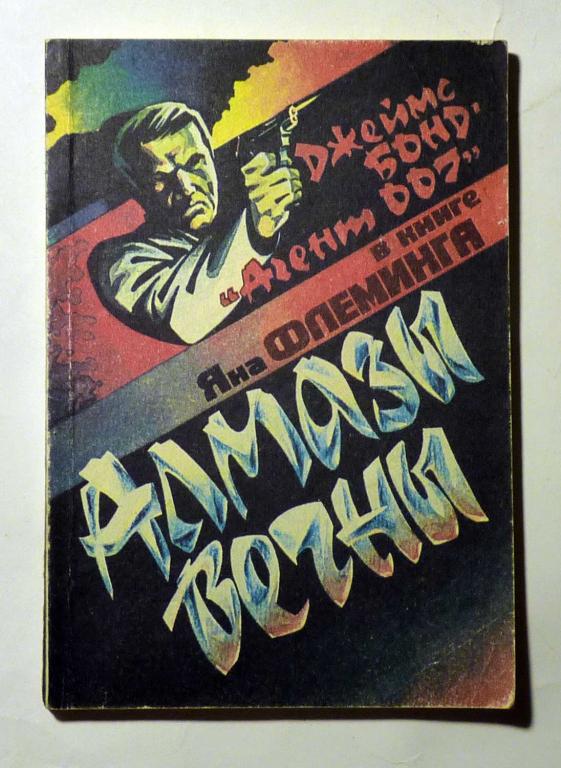 Джеймс
БОНД,
"Агент 007"
в книге
Яна ФЛЕМИНГА
АЛМАЗЫ
ВЕЧНЫ